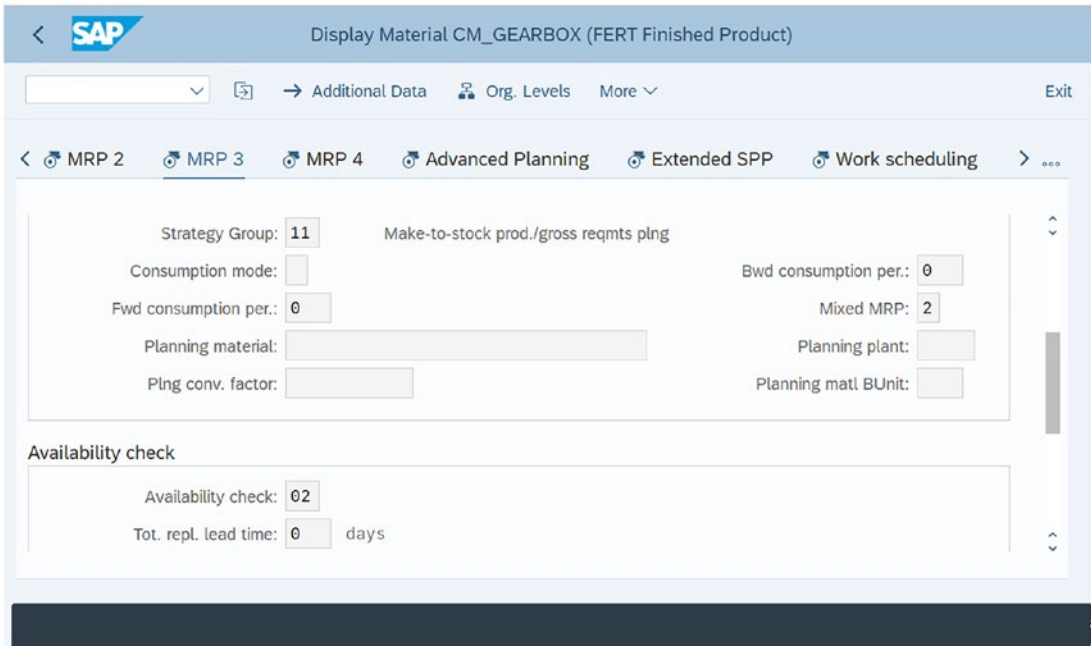 SAP Display Material CM_GEARBOX (FERT Finished Product)
Additional Data Org. Levels More Exit
MRP 2 MRP 3 MRP 4 Advanced Planning Extended SPP Work scheduling
Strategy Group: 11 Make-to-stock prod./gross reqmts plng
Consumption mode: Bwd consumption per.: 0
Fwd consumption per.: 0 Mixed MRP: 2
Planning material: Planning plant:
Plng conv. factor: Planning matl BUnit:
Availability check
Availability check: 02
Tot. repl. lead time: 0 days